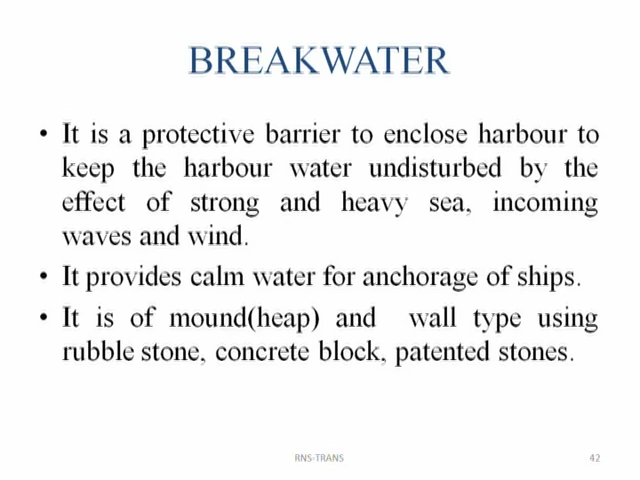 BREAKWATER
• It is a protective barrier to enclose harbour to
keep the harbour water undisturbed by the
effect of strong and heavy sea, incoming
waves and wind.
• It provides calm water for anchorage of ships.
• It is of mound(heap) and wall type using
rubble stone, concrete block, patented stones.
RNS-TRANS
42